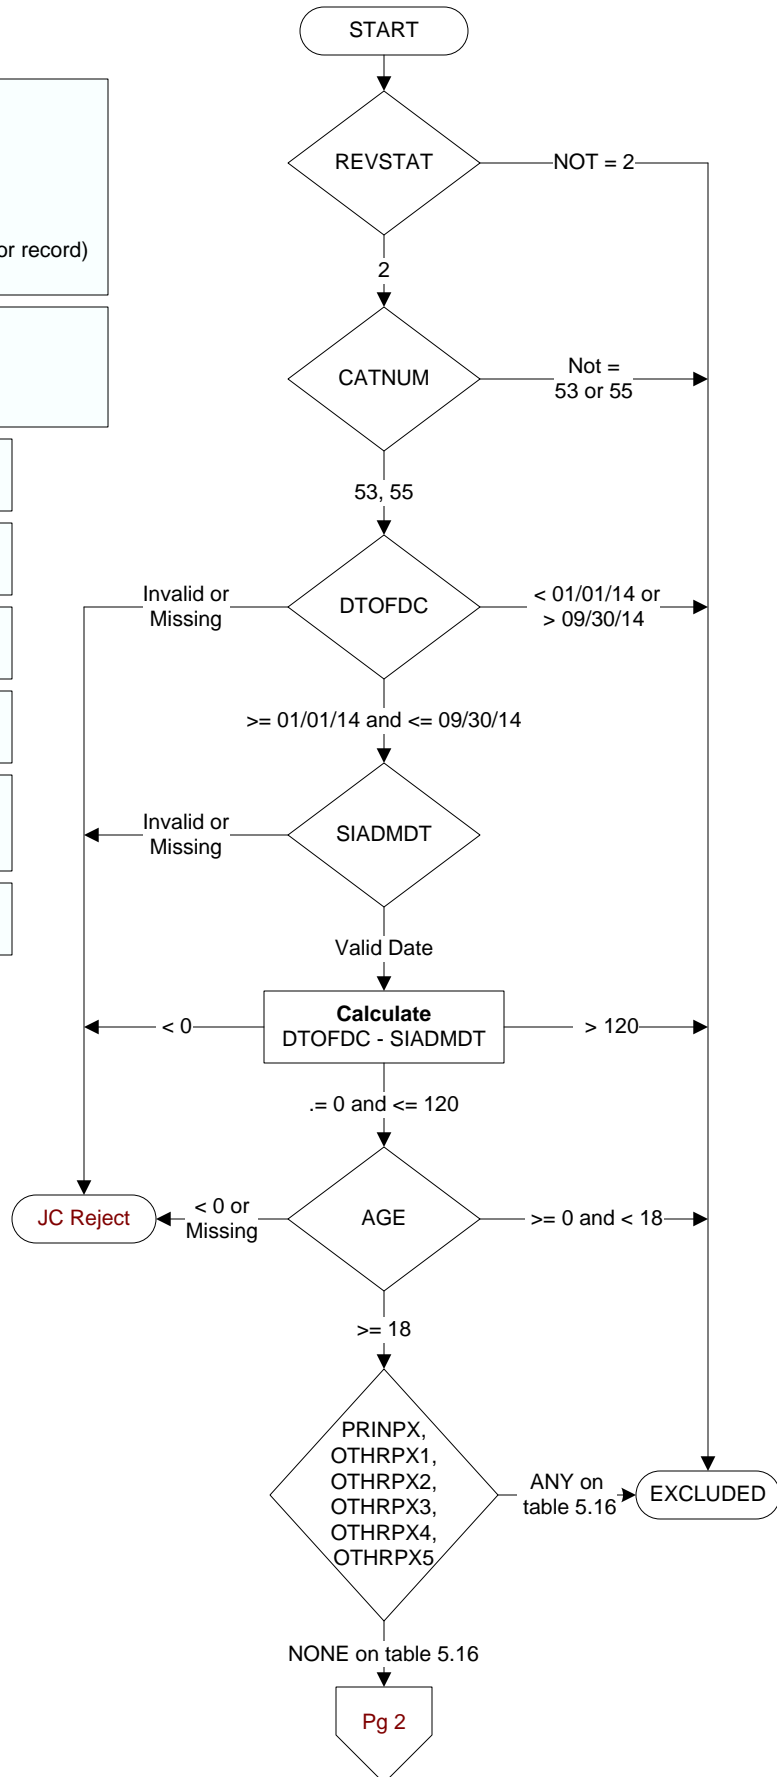 START
REVSTAT
NOT = 2
or record)
2
CATNUM
Not =
53 or 55
53, 55
Invalid or
Missing
DTOFDC
< 01/01/14 or
> 09/30/14
>= 01/01/14 and <= 09/30/14
Invalid or
Missing
SIADMDT
Valid Date
< 0
Calculate
DTOFDC - SIADMDT
> 120
.= 0 and <= 120
JC Reject
< 0 or
Missing
AGE
>= 0 and < 18
>= 18
PRINPX,
OTHRPX1,
OTHRPX2,
OTHRPX3,
OTHRPX4,
OTHRPX5
ANY on
table 5.16
EXCLUDED
NONE on table 5.16
Pg 2